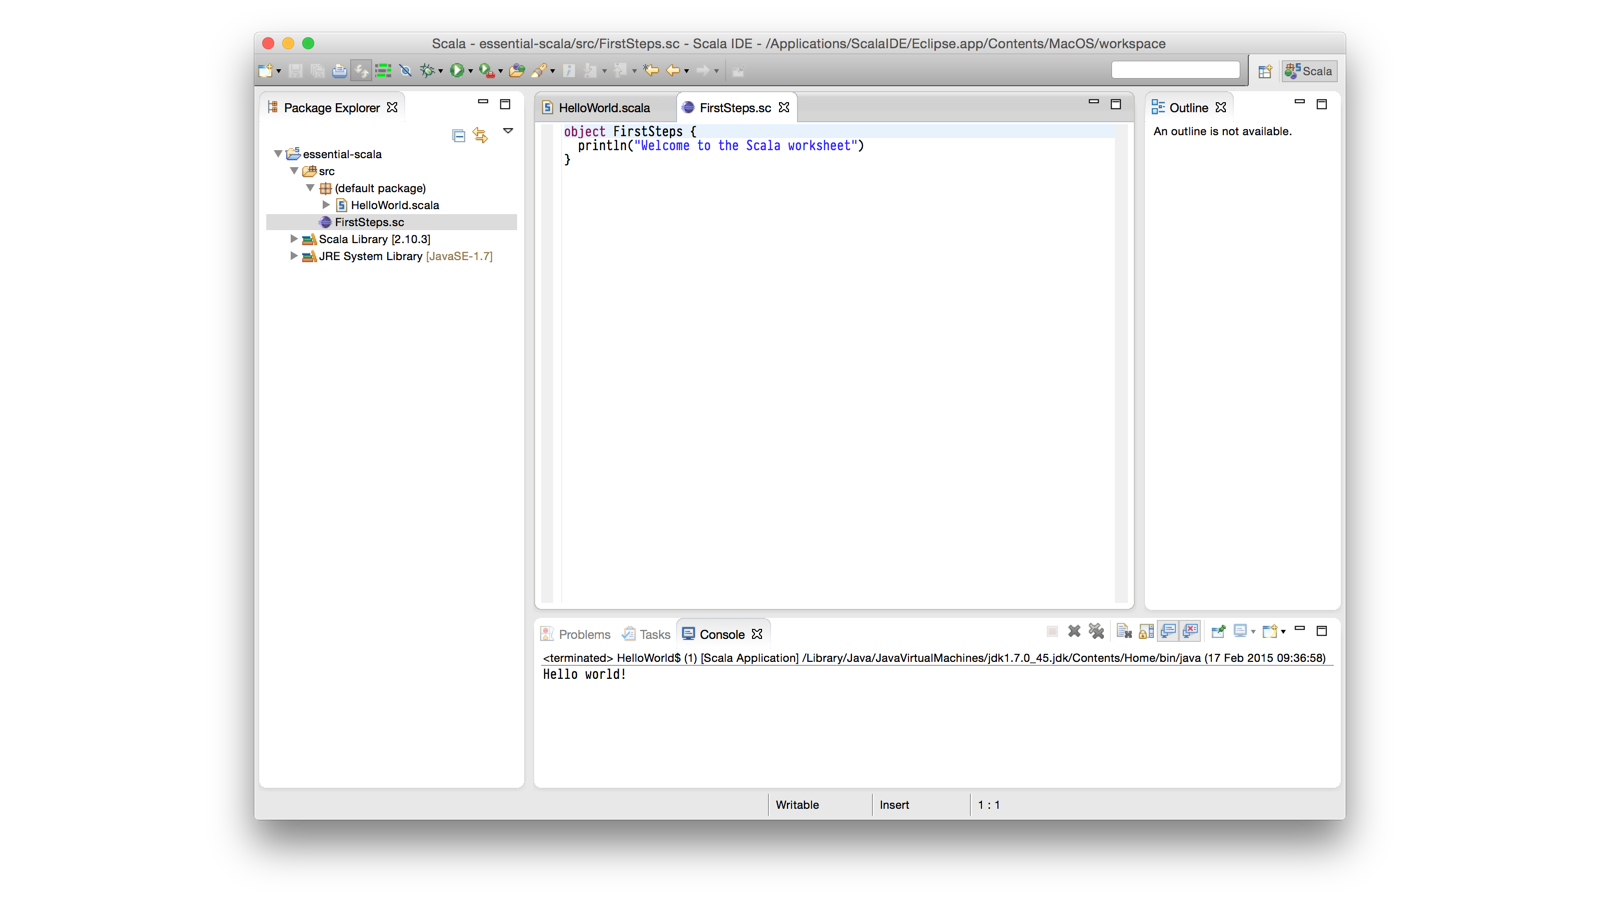 Scala - essential-scala/src/FirstSteps.sc - Scala IDE - /Applications/ScalaIDE/Eclipse.app/Contents/MacOS/workspace
Scala
Package Explorer
essential-scala
src
(default package)
HelloWorld.scala
FirstSteps.sc
Scala Library [2.10.3]
JRE System Library [JavaSE-1.7]
HelloWorld.scala
FirstSteps.sc
object FirstSteps {
  println("Welcome to the Scala worksheet")
}
Outline
An outline is not available.
Problems
Tasks
Console
<terminated> HelloWorld$ (1) [Scala Application] /Library/Java/JavaVirtualMachines/jdk1.7.0_45.jdk/Contents/Home/bin/java (17 Feb 2015 09:36:58)
Hello world!
Writable
Insert
1 : 1